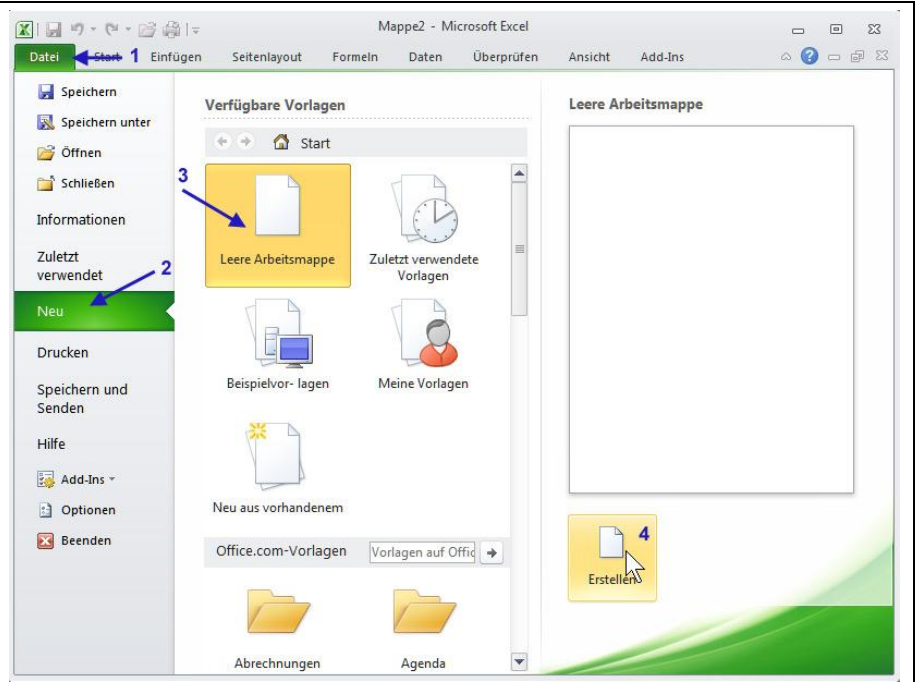 Mappe2 - Microsoft Excel
Datei 1 Start Einfügen Seitenlayout Formeln Daten Überprüfen Ansicht Add-Ins
Speichern
Speichern unter
Öffnen
Schließen
Informationen
Zuletzt
verwendet
2
Neu
Drucken
Speichern und
Senden
Hilfe
Add-Ins
Optionen
Beenden
Verfügbare Vorlagen
Start
3
Leere Arbeitsmappe
Zuletzt verwendete
Vorlagen
Beispielvor- lagen
Meine Vorlagen
Neu aus vorhandenem
Office.com-Vorlagen
Vorlagen auf Offic
Abrechnungen
Agenda
Leere Arbeitsmappe
4
Erstellen